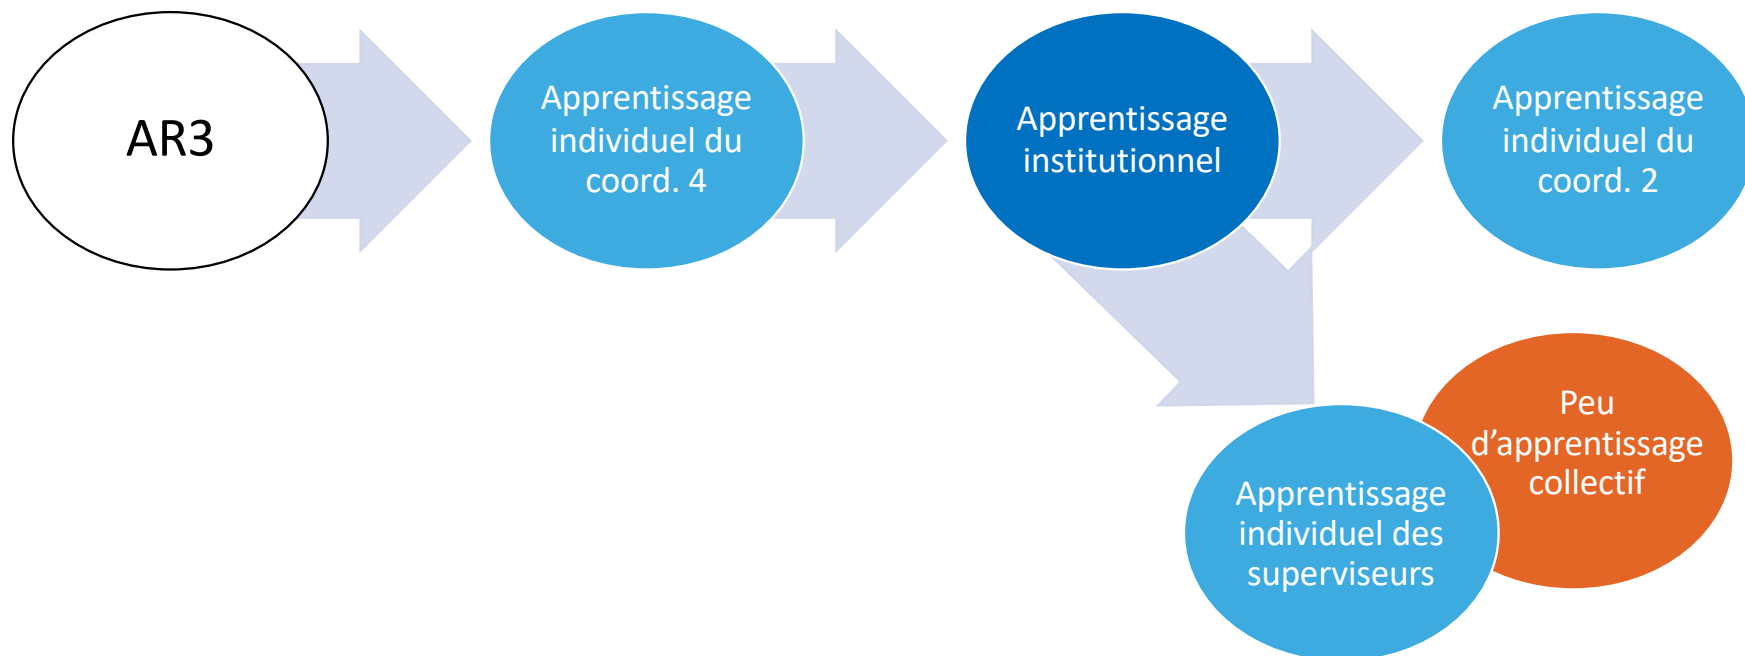 AR3
Apprentissage
individuel du
coord. 4
Apprentissage
institutionnel
Apprentissage
individuel du
coord. 2
Peu
d’apprentissage
collectif
Apprentissage
individuel des
superviseurs